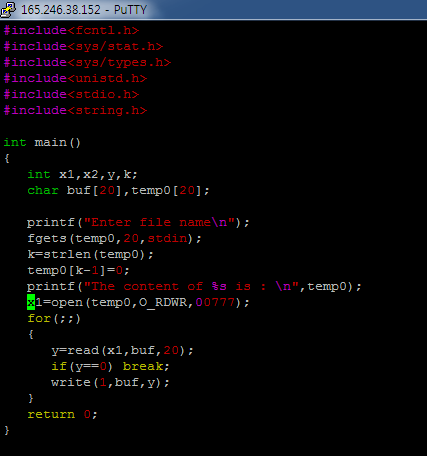 165.246.38.152 - PuTTY
#include<fcntl.h>
#include<sys/stat.h>
#include<sys/types.h>
#include<unistd.h>
#include<stdio.h>
#include<string.h>
int main()
{
int x1,x2,y,k;
char buf[20],temp0[20];
printf("Enter file name\n");
fgets(temp0,20,stdin);
k=strlen(temp0);
temp0[k-1]=0;
printf("The content of %s is : \n",temp0);
x1=open(temp0,O_RDWR,00777);
for(;;)
{
y=read(x1,buf,20);
if(y==0) break;
write(1,buf,y);
}
return 0;
}